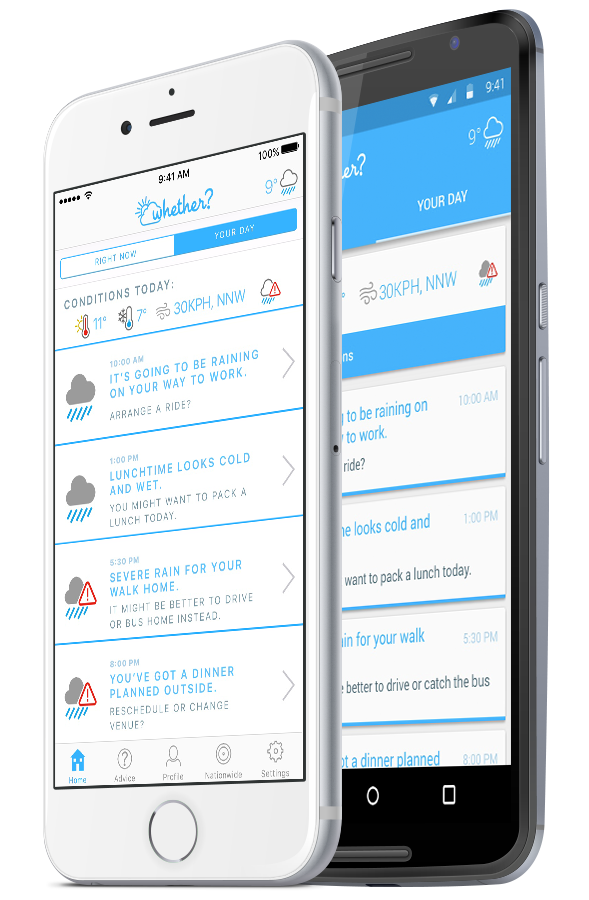 100%
9:41 AM
whether?
9°
RIGHT NOW
YOUR DAY
CONDITIONS TODAY:
11° 7° 30KPH, NNW
10:00 AM
IT'S GOING TO BE RAINING
ON YOUR WAY TO WORK.
ARRANGE A RIDE?
1:00 PM
LUNCHTIME LOOKS COLD
AND WET.
YOU MIGHT WANT TO PACK A
LUNCH TODAY.
5:30 PM
SEVERE RAIN FOR YOUR
WALK HOME.
IT MIGHT BE BETTER TO DRIVE
OR BUS HOME INSTEAD.
8:00 PM
YOU'VE GOT A DINNER
PLANNED OUTSIDE.
RESCHEDULE OR CHANGE
VENUE?
Home Advice Profile Nationwide Settings
9:41
9°
er?
YOUR DAY
° 30KPH, NNW
ns
to be raining on
10:00 AM
to work.
ride?
e looks cold and
1:00 PM
want to pack a lunch today.
in for your walk
5:30 PM
better to drive or catch the bus
t a dinner planned
8:00 PM